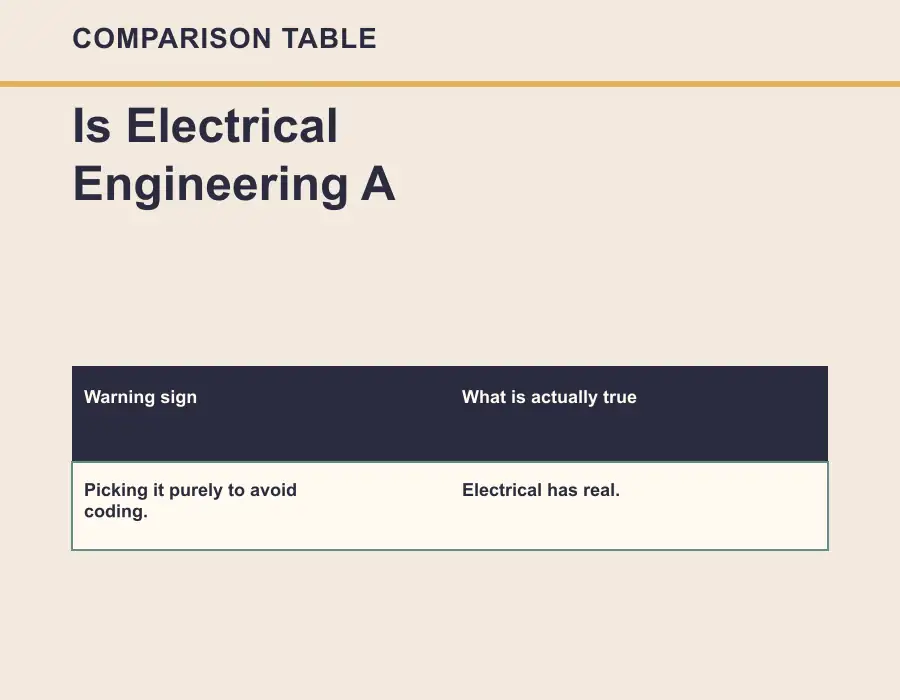 COMPARISON TABLE
Is Electrical
Engineering A
Warning sign
What is actually true
Picking it purely to avoid
coding.
Electrical has real.